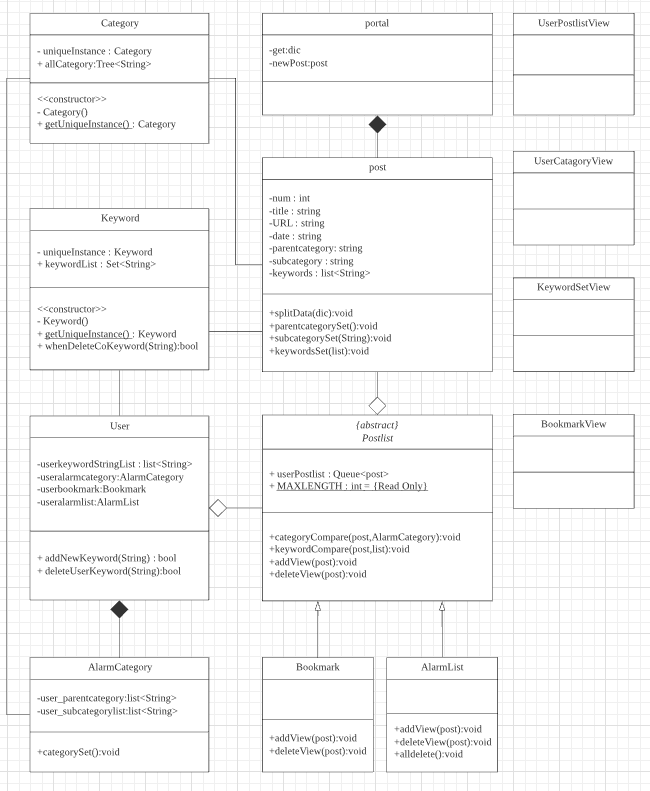 Category
- uniqueInstance : Category
+ allCategory:Tree<String>
<<constructor>>
- Category()
+ getUniqueInstance() : Category
portal
-get:dic
-newPost:post
UserPostlistView
post
-num : int
-title : string
-URL : string
-date : string
-parentcategory: string
-subcategory : string
-keywords : list<String>
+splitData(dic):void
+parentcategorySet():void
+subcategorySet(String):void
+keywordsSet(list):void
UserCatagoryView
Keyword
- uniqueInstance : Keyword
+ keywordList : Set<String>
<<constructor>>
- Keyword()
+ getUniqueInstance() : Keyword
+ whenDeleteCoKeyword(String):bool
KeywordSetView
User
-userkeywordStringList : list<String>
-useralarmcategory:AlarmCategory
-userbookmark:Bookmark
-useralarmlist:AlarmList
+ addNewKeyword(String) : bool
+ deleteUserKeyword(String):bool
{abstract}
Postlist
+ userPostlist : Queue<post>
+ MAXLENGTH : int = {Read Only}
+categoryCompare(post,AlarmCategory):void
+keywordCompare(post,list):void
+addView(post):void
+deleteView(post):void
BookmarkView
AlarmCategory
-user_parentcategory:list<String>
-user_subcategorylist:list<String>
+categorySet():void
Bookmark
+addView(post):void
+deleteView(post):void
AlarmList
+addView(post):void
+deleteView(post):void
+alldelete():void